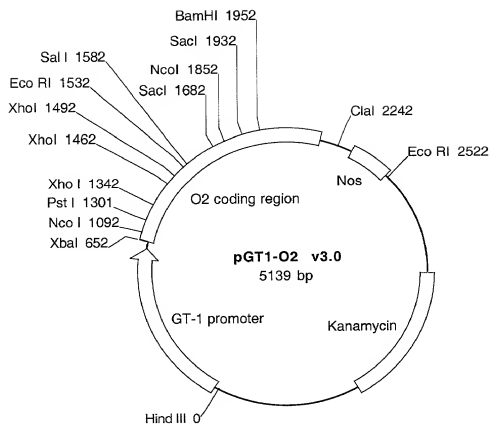 BamHI 1952
SacI 1932
NcoI 1852
SacI 1682
Sal I 1582
Eco RI 1532
XhoI 1492
XhoI 1462
Xho I 1342
Pst I 1301
Nco I 1092
XbaI 652
ClaI 2242
Eco RI 2522
Nos
O2 coding region
pGT1-O2 v3.0
5139 bp
GT-1 promoter
Kanamycin
Hind III 0